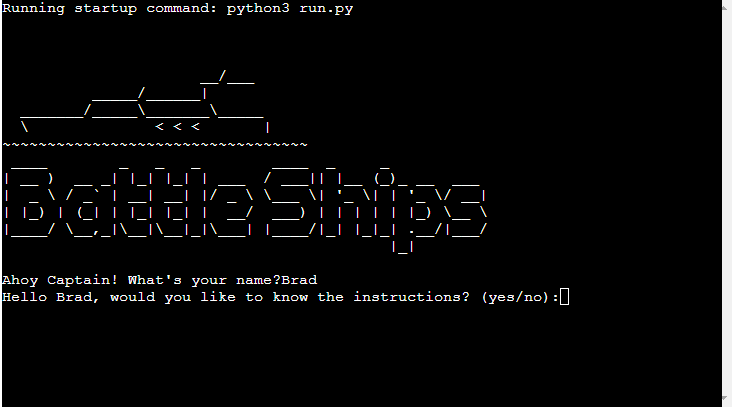 Running startup command: python3 run.py
BattleShips
Ahoy Captain! What's your name?Brad
Hello Brad, would you like to know the instructions? (yes/no):